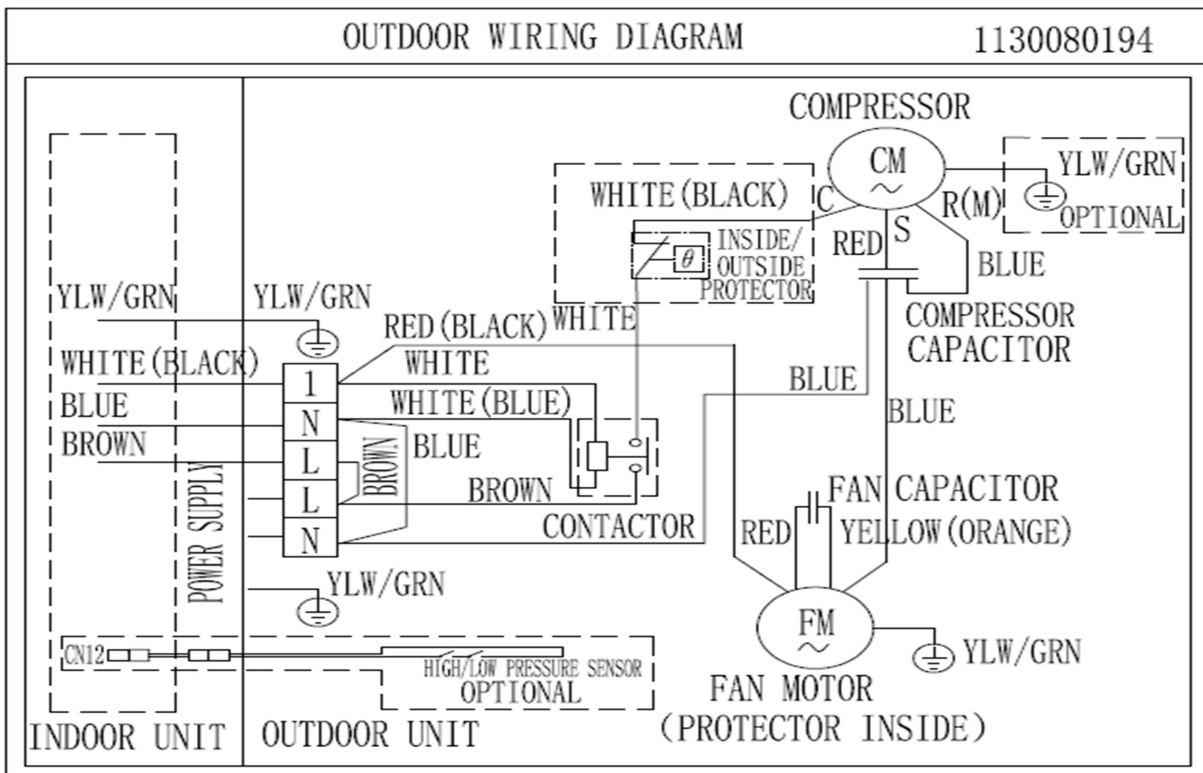 OUTDOOR WIRING DIAGRAM 1130080194
COMPRESSOR
CM
YLW/GRN
OPTIONAL
WHITE(BLACK)
C
S
R(M)
RED
BLUE
INSIDE/
OUTSIDE
PROTECTOR
θ
COMPRESSOR
CAPACITOR
YLW/GRN
YLW/GRN
RED(BLACK)
WHITE
WHITE(BLACK)
1
WHITE
BLUE
BLUE
N
WHITE(BLUE)
BLUE
BROWN
L
BROWN
BLUE
L
BROWN
N
CONTACTOR
POWER SUPPLY
FAN CAPACITOR
RED
YELLOW(ORANGE)
YLW/GRN
FM
YLW/GRN
CN12
HIGH/LOW PRESSURE SENSOR
OPTIONAL
FAN MOTOR
(PROTECTOR INSIDE)
INDOOR UNIT
OUTDOOR UNIT